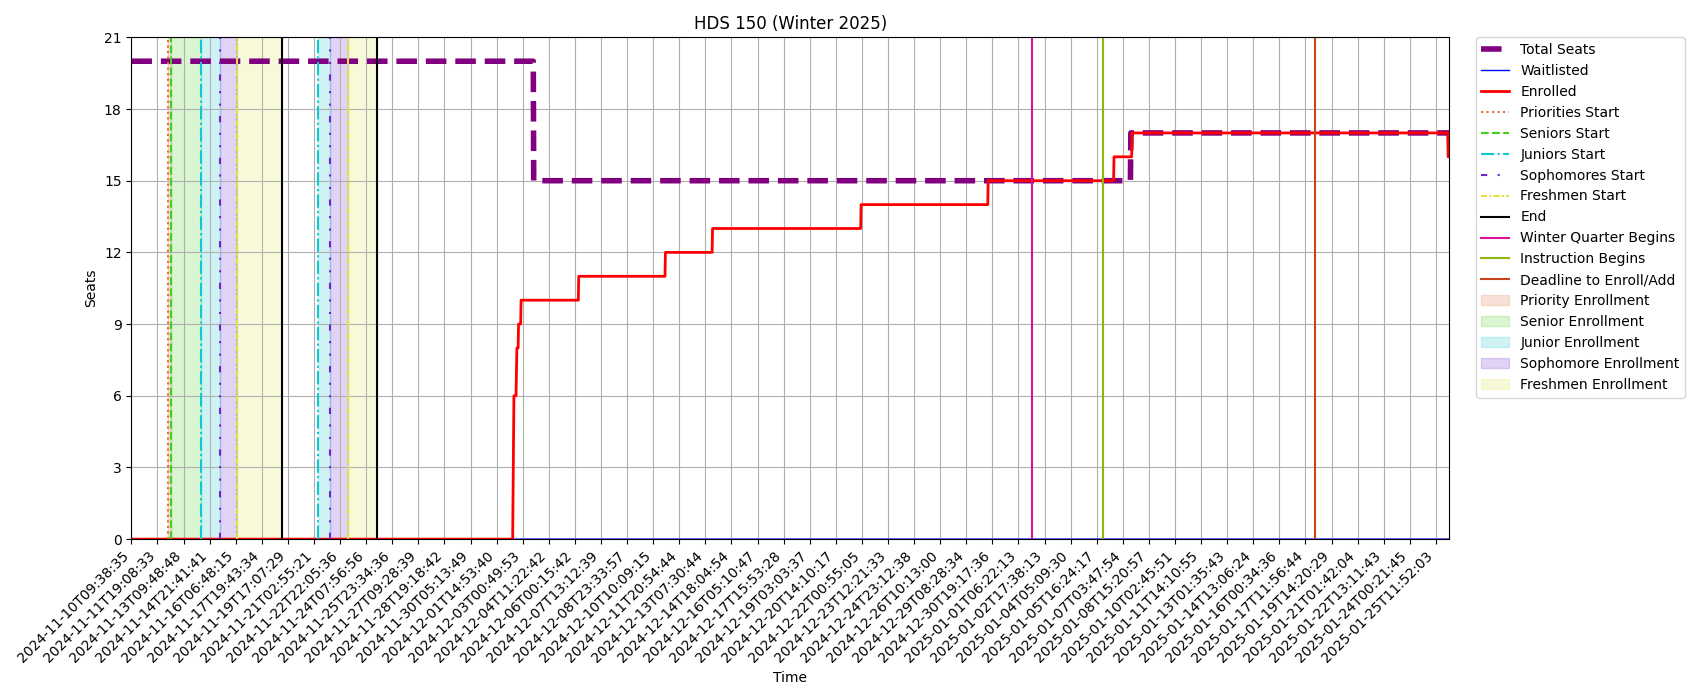 HDS 150 (Winter 2025)
Seats
21
18
15
12
9
6
3
0
2024-11-10T09:38:35
2024-11-11T19:08:33
2024-11-13T09:48:48
2024-11-14T21:41:41
2024-11-16T06:48:15
2024-11-17T19:43:34
2024-11-19T17:07:29
2024-11-21T02:55:21
2024-11-22T22:05:36
2024-11-24T07:56:56
2024-11-25T23:34:36
2024-11-27T09:28:39
2024-11-28T19:18:42
2024-11-30T05:13:49
2024-12-01T14:53:40
2024-12-03T00:49:53
2024-12-04T11:22:42
2024-12-06T00:15:42
2024-12-07T13:12:39
2024-12-08T23:33:57
2024-12-10T10:09:15
2024-12-11T20:54:44
2024-12-13T07:30:44
2024-12-14T18:04:54
2024-12-16T05:10:47
2024-12-17T15:53:28
2024-12-19T03:03:37
2024-12-20T14:10:17
2024-12-22T00:55:05
2024-12-23T12:21:33
2024-12-24T23:12:38
2024-12-26T10:13:00
2024-12-29T08:28:34
2024-12-30T19:17:36
2025-01-01T06:22:13
2025-01-02T17:38:13
2025-01-04T05:09:30
2025-01-05T16:24:17
2025-01-07T03:47:54
2025-01-08T15:20:57
2025-01-10T02:45:51
2025-01-11T14:10:55
2025-01-13T01:35:43
2025-01-14T13:06:24
2025-01-16T00:34:36
2025-01-17T11:56:44
2025-01-19T14:20:29
2025-01-21T01:42:04
2025-01-22T13:11:43
2025-01-24T00:21:45
2025-01-25T11:52:03
Time
Total Seats
Waitlisted
Enrolled
Priorities Start
Seniors Start
Juniors Start
Sophomores Start
Freshmen Start
End
Winter Quarter Begins
Instruction Begins
Deadline to Enroll/Add
Priority Enrollment
Senior Enrollment
Junior Enrollment
Sophomore Enrollment
Freshmen Enrollment